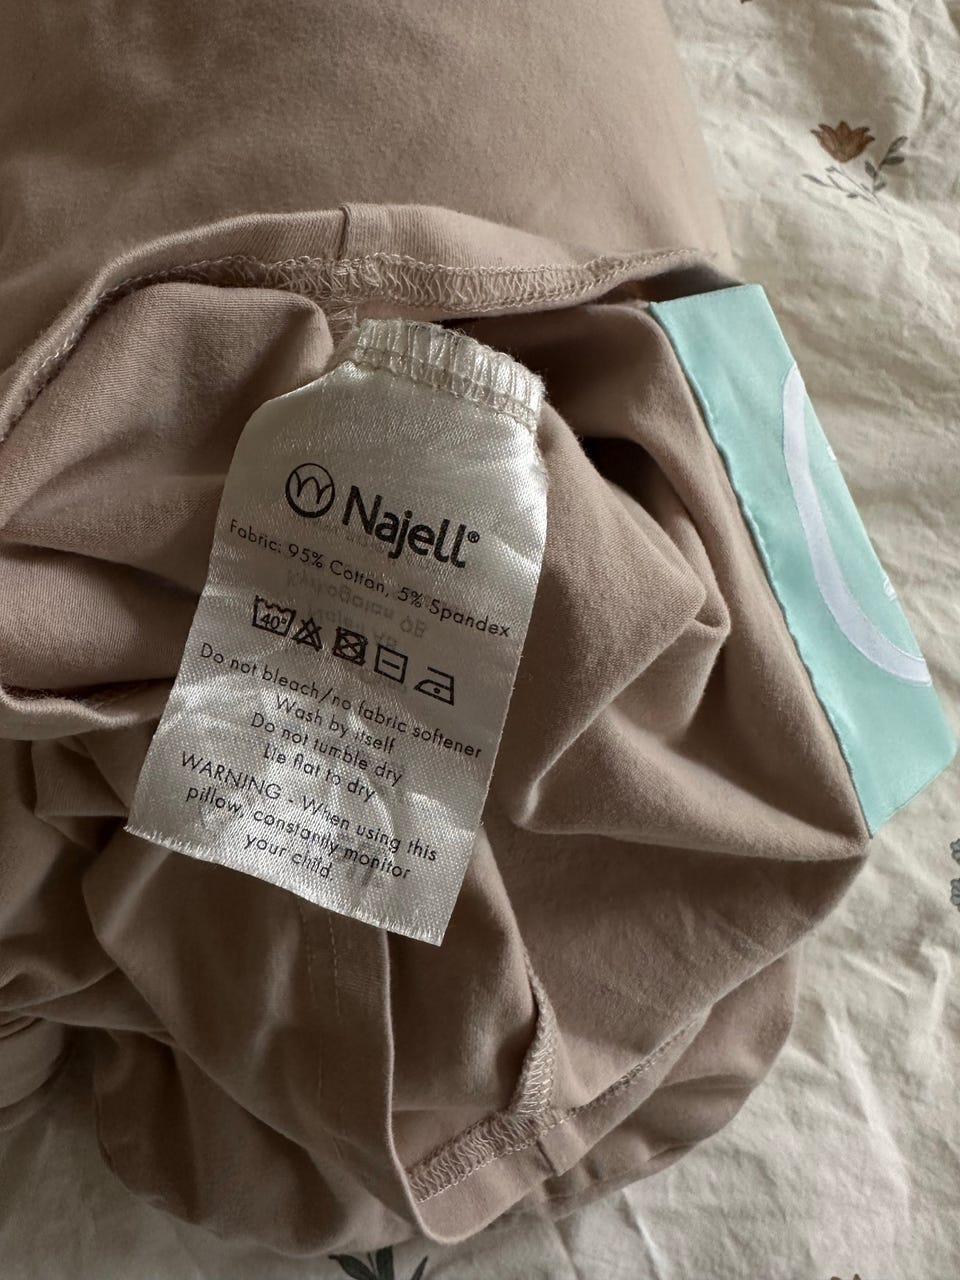 Najell®
Fabric: 95% Cotton, 5% Spandex
40°
Do not bleach/no fabric softener
Wash by itself
Do not tumble dry
Lie flat to dry
WARNING - When using this
pillow, constantly monitor
your child.